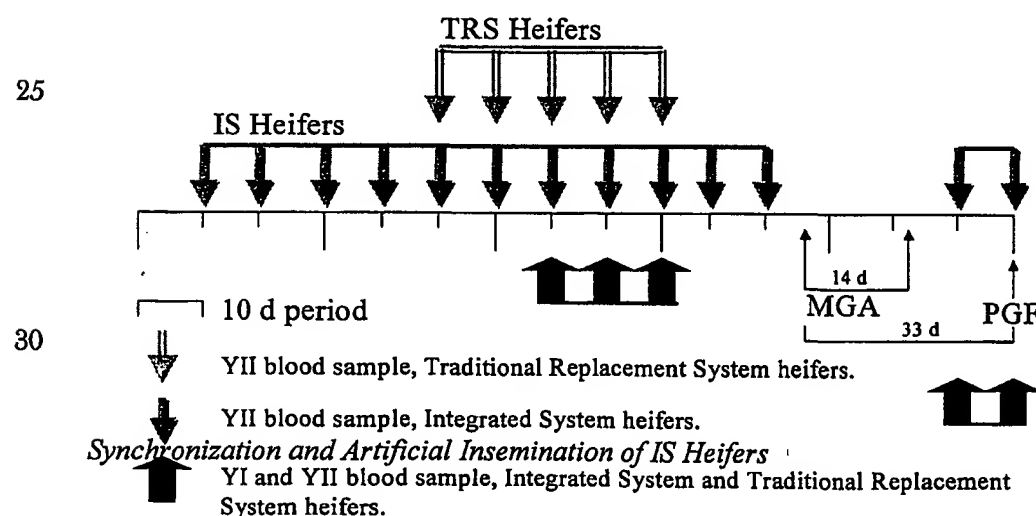 TRS Heifers
25
IS Heifers
14 d
MGA
PGF
10 d period
33 d
30
YII blood sample, Traditional Replacement System heifers.
YII blood sample, Integrated System heifers.
Synchronization and Artificial Insemination of IS Heifers
YI and YII blood sample, Integrated System and Traditional Replacement
System heifers.